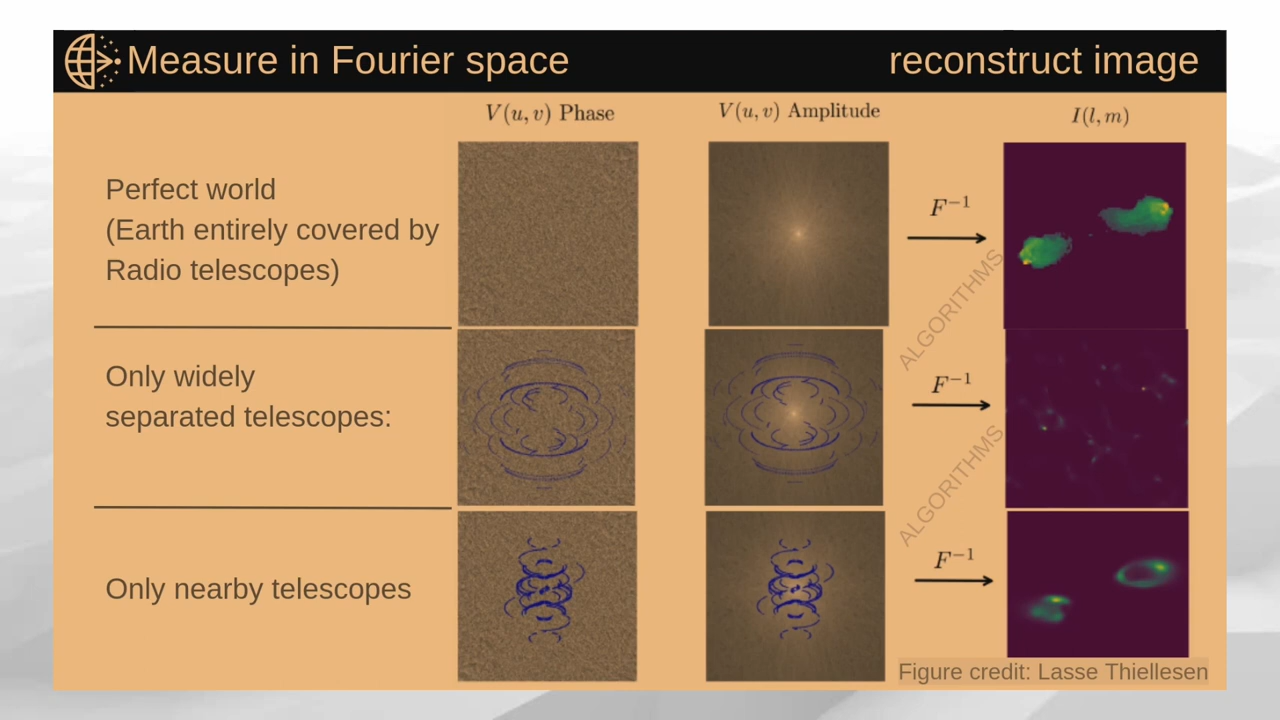 Measure in Fourier space
reconstruct image
V(u, v) Phase
V(u, v) Amplitude
I(l, m)
Perfect world
(Earth entirely covered by
Radio telescopes)
F⁻¹
ALGORITHMS
Only widely
separated telescopes:
F⁻¹
ALGORITHMS
Only nearby telescopes
F⁻¹
Figure credit: Lasse Thiellesen